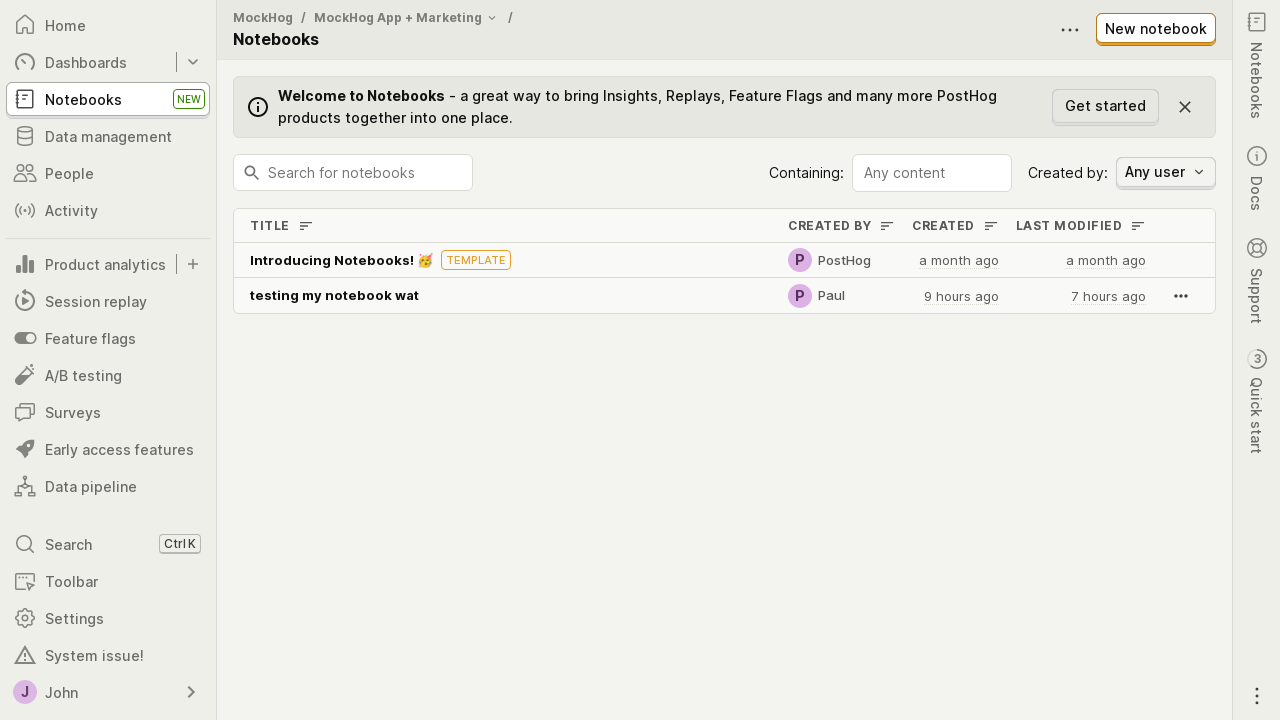 Home
Dashboards
Notebooks NEW
Data management
People
Activity
Product analytics
Session replay
Feature flags
A/B testing
Surveys
Early access features
Data pipeline
Search Ctrl K
Toolbar
Settings
System issue!
J John
MockHog / MockHog App + Marketing /
Notebooks
New notebook
Welcome to Notebooks - a great way to bring Insights, Replays, Feature Flags and many more PostHog
products together into one place.
Get started
Search for notebooks
Containing: Any content
Created by: Any user
TITLE CREATED BY CREATED LAST MODIFIED
Introducing Notebooks! 🥳 TEMPLATE P PostHog a month ago a month ago
testing my notebook wat P Paul 9 hours ago 7 hours ago
Notebooks
Docs
Support
3 Quick start